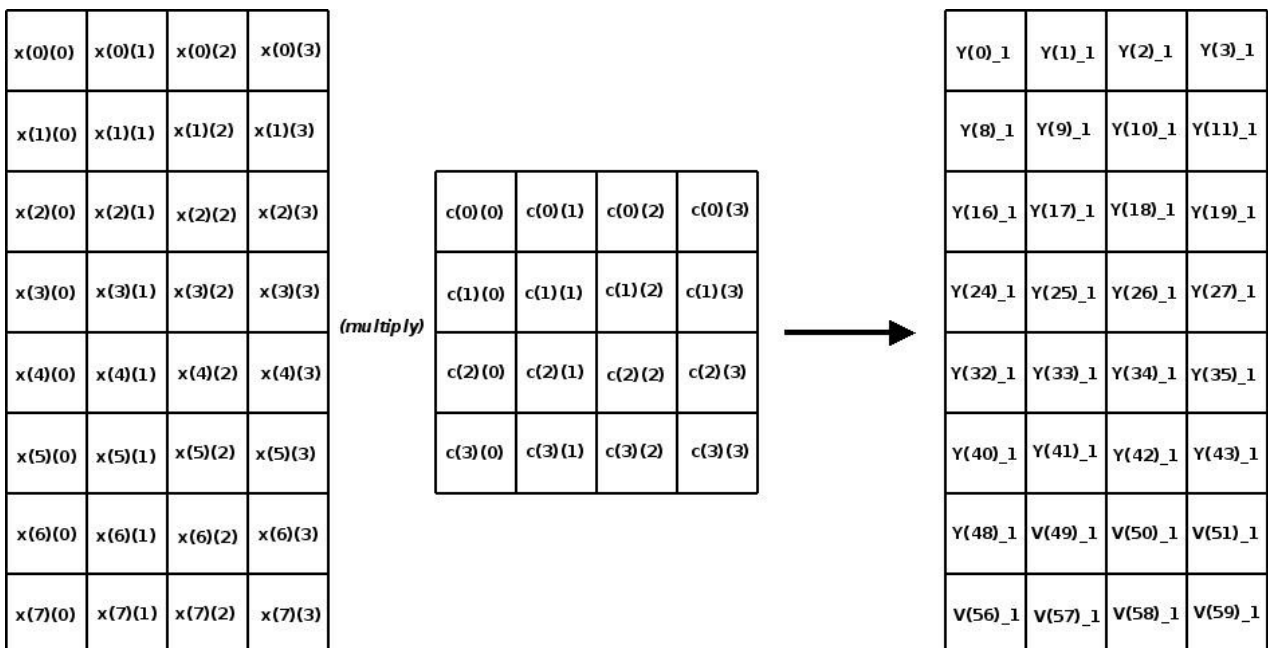 x(0)(0) x(0)(1) x(0)(2) x(0)(3)
x(1)(0) x(1)(1) x(1)(2) x(1)(3)
x(2)(0) x(2)(1) x(2)(2) x(2)(3)
x(3)(0) x(3)(1) x(3)(2) x(3)(3)
x(4)(0) x(4)(1) x(4)(2) x(4)(3)
x(5)(0) x(5)(1) x(5)(2) x(5)(3)
x(6)(0) x(6)(1) x(6)(2) x(6)(3)
x(7)(0) x(7)(1) x(7)(2) x(7)(3)
(multiply)
c(0)(0) c(0)(1) c(0)(2) c(0)(3)
c(1)(0) c(1)(1) c(1)(2) c(1)(3)
c(2)(0) c(2)(1) c(2)(2) c(2)(3)
c(3)(0) c(3)(1) c(3)(2) c(3)(3)
Y(0)_1 Y(1)_1 Y(2)_1 Y(3)_1
Y(8)_1 Y(9)_1 Y(10)_1 Y(11)_1
Y(16)_1 Y(17)_1 Y(18)_1 Y(19)_1
Y(24)_1 Y(25)_1 Y(26)_1 Y(27)_1
Y(32)_1 Y(33)_1 Y(34)_1 Y(35)_1
Y(40)_1 Y(41)_1 Y(42)_1 Y(43)_1
Y(48)_1 V(49)_1 V(50)_1 V(51)_1
V(56)_1 V(57)_1 V(58)_1 V(59)_1